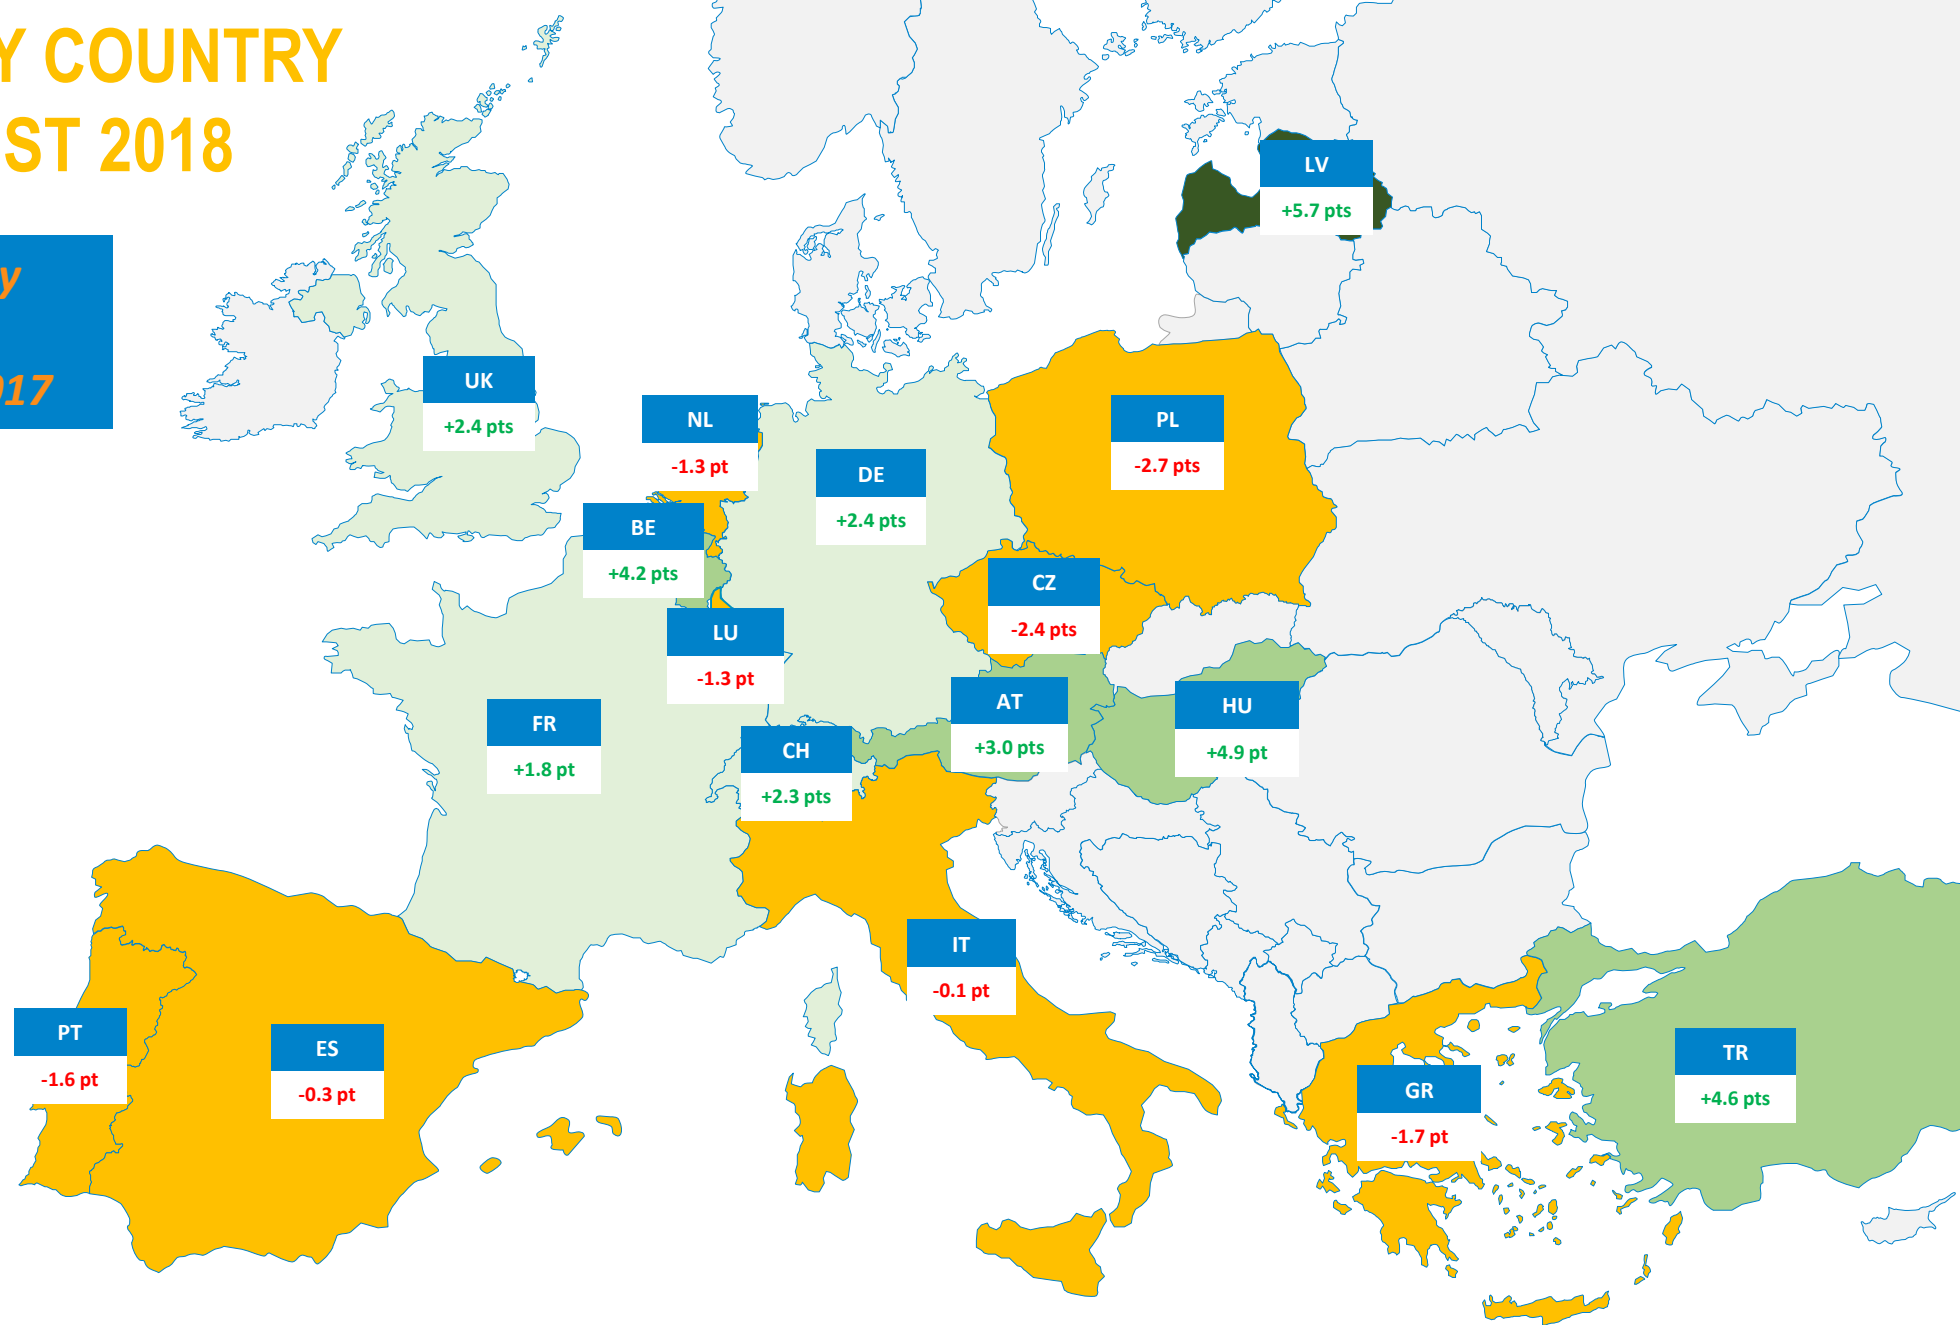 Y COUNTRY
ST 2018
y
017
LV
+5.7 pts
UK
+2.4 pts
NL
-1.3 pt
PL
-2.7 pts
DE
+2.4 pts
BE
+4.2 pts
CZ
-2.4 pts
LU
-1.3 pt
AT
+3.0 pts
HU
+4.9 pt
FR
+1.8 pt
CH
+2.3 pts
IT
-0.1 pt
PT
-1.6 pt
ES
-0.3 pt
TR
+4.6 pts
GR
-1.7 pt